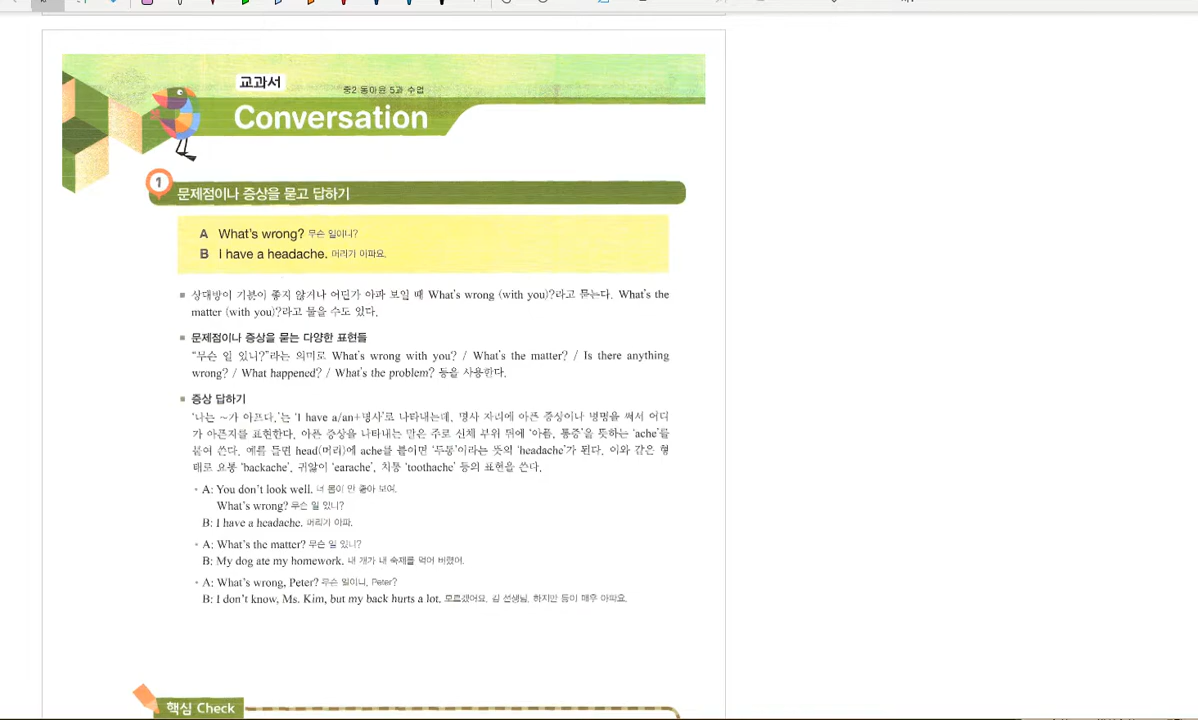 교과서
중2 동아윤 5과 수업
Conversation
1
문제점이나 증상을 묻고 답하기
A What's wrong? 무슨 일이니?
B I have a headache. 머리가 아파요.
■ 상대방이 기분이 좋지 않거나 어딘가 아파 보일 때 What's wrong (with you)?라고 묻는다. What's the
matter (with you)?라고 물을 수도 있다.
■ 문제점이나 증상을 묻는 다양한 표현들
“무슨 일 있니?”라는 의미로 What's wrong with you? / What's the matter? / Is there anything
wrong? / What happened? / What's the problem? 등을 사용한다.
■ 증상 답하기
‘나는 ~가 아프다.’는 ‘I have a/an+명사’로 나타내는데, 명사 자리에 아픈 증상이나 병명을 써서 어디
가 아픈지를 표현한다. 아픈 증상을 나타내는 말은 주로 신체 부위 뒤에 ‘아픔, 통증’을 뜻하는 ‘ache’를
붙여 쓴다. 예를 들면 head(머리)에 ache를 붙이면 ‘두통’이라는 뜻의 ‘headache’가 된다. 이와 같은 형
태로 요통 ‘backache’, 귀앓이 ‘earache’, 치통 ‘toothache’ 등의 표현을 쓴다.
• A: You don't look well. 너 몸이 안 좋아 보여.
What's wrong? 무슨 일 있니?
B: I have a headache. 머리가 아파.
• A: What's the matter? 무슨 일 있니?
B: My dog ate my homework. 내 개가 내 숙제를 먹어 버렸어.
• A: What's wrong, Peter? 무슨 일이니, Peter?
B: I don't know, Ms. Kim, but my back hurts a lot. 모르겠어요, 김 선생님. 하지만 등이 매우 아파요.
핵심 Check